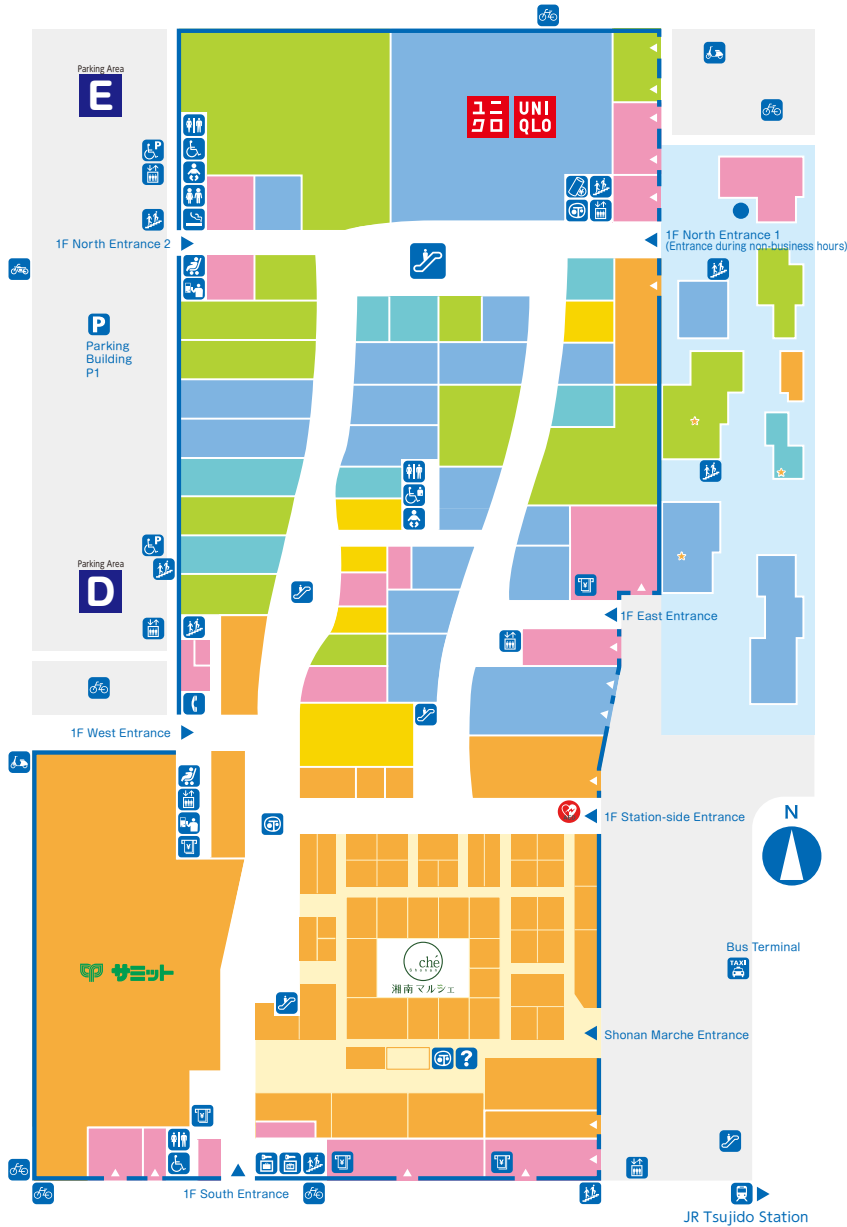 Parking Area
E
ユニ
クロ
UNI
QLO
P
P
1F North Entrance 2
1F North Entrance 1
(Entrance during non-business hours)
P
Parking
Building
P1
P
Parking Area
D
¥
1F East Entrance
1F West Entrance
¥
1F Station-side Entrance
N
ché
Shonan
湘南マルシェ
サミット
Bus Terminal
TAXI
Shonan Marche Entrance
?
¥
¥
¥
1F South Entrance
JR Tsujido Station